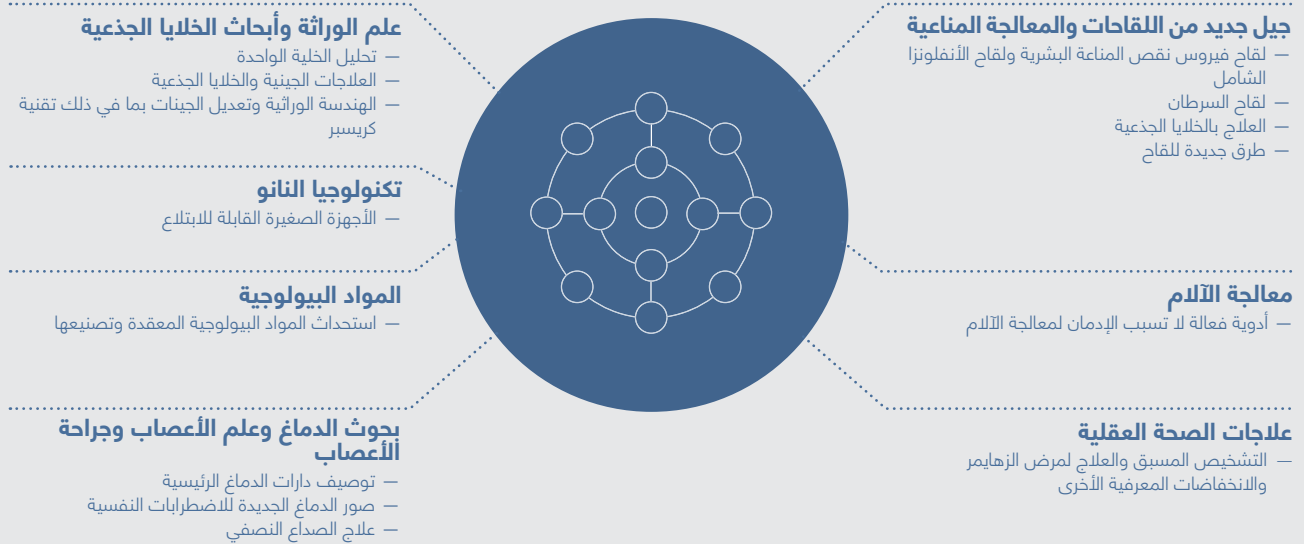 جيل جديد من اللقاحات والمعالجة المناعية
— لقاح فيروس نقص المناعة البشرية ولقاح الأنفلونزا
الشامل
— لقاح السرطان
— العلاج بالخلايا الجذعية
— طرق جديدة للقاح
معالجة الآلام
— أدوية فعالة لا تسبب الإدمان لمعالجة الآلام
علاجات الصحة العقلية
— التشخيص المسبق والعلاج لمرض الزهايمر
والانخفاضات المعرفية الأخرى
علم الوراثة وأبحاث الخلايا الجذعية
— تحليل الخلية الواحدة
— العلاجات الجينية والخلايا الجذعية
— الهندسة الوراثية وتعديل الجينات بما في ذلك تقنية
كريسبر
تكنولوجيا النانو
— الأجهزة الصغيرة القابلة للابتلاع
المواد البيولوجية
— استحداث المواد البيولوجية المعقدة وتصنيعها
بحوث الدماغ وعلم الأعصاب وجراحة
الأعصاب
— توصيف دارات الدماغ الرئيسية
— صور الدماغ الجديدة للاضطرابات النفسية
— علاج الصداع النصفي